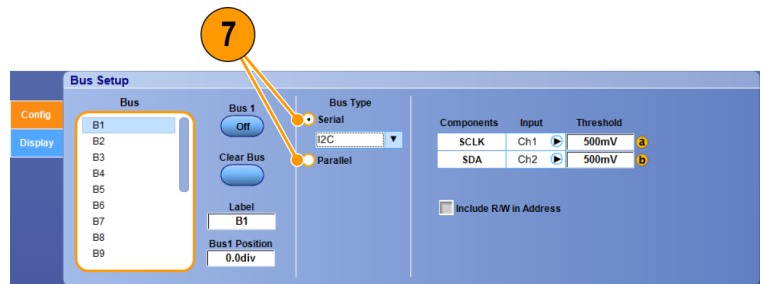 7
Bus Setup
Config
Display
Bus
B1
B2
B3
B4
B5
B6
B7
B8
B9
Bus 1
Off
Clear Bus
Label
B1
Bus1 Position
0.0div
Bus Type
Serial
I2C
Parallel
Components Input Threshold
SCLK Ch1 500mV a
SDA Ch2 500mV b
Include R/W in Address